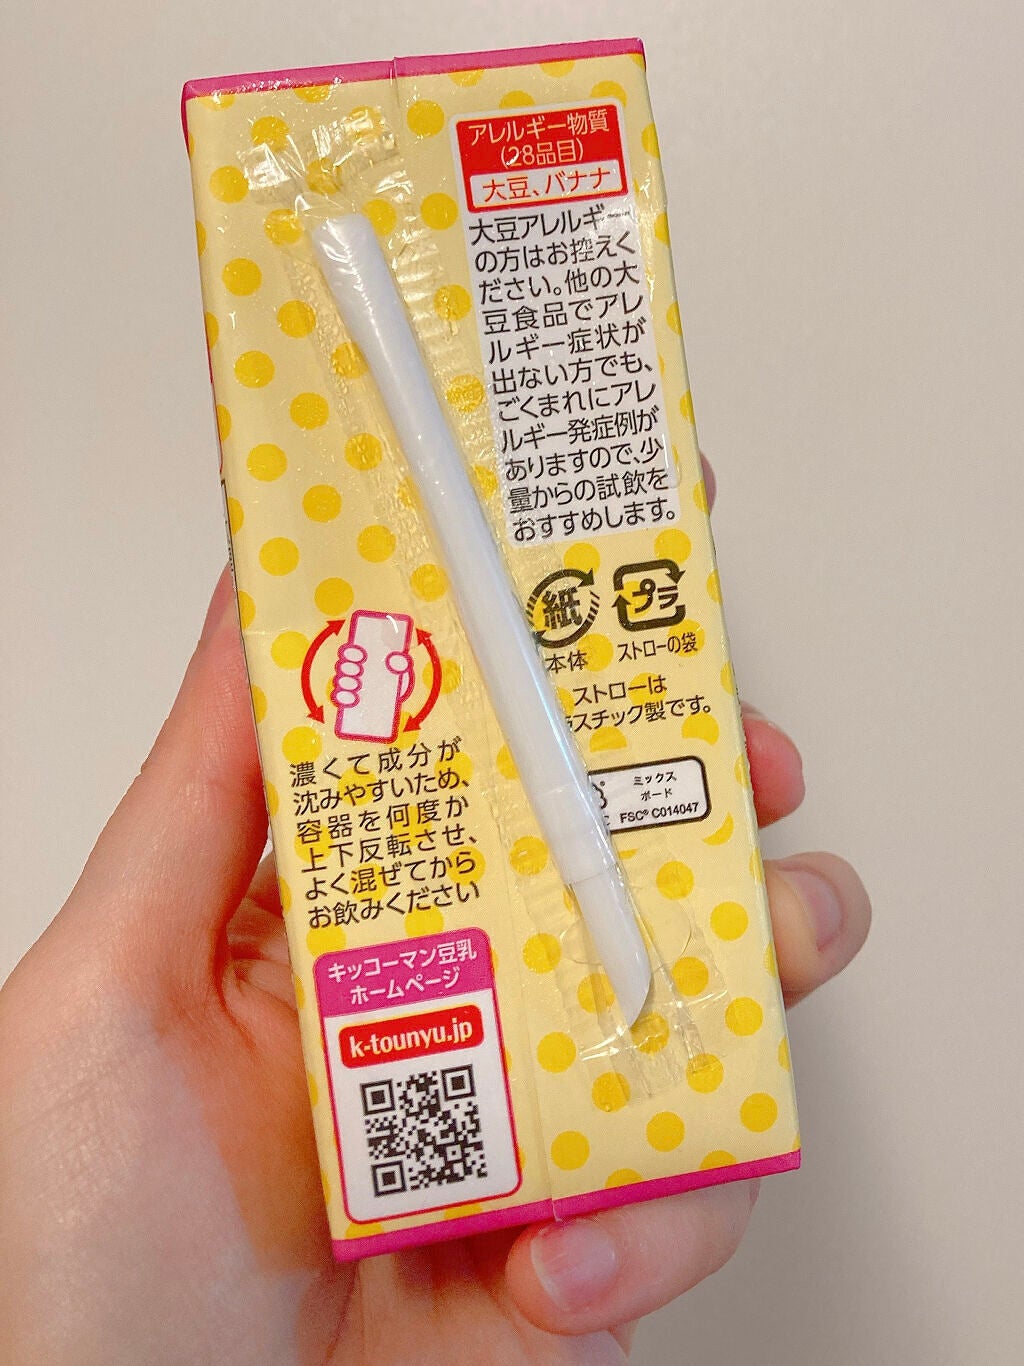 アレルギー物質
(28品目)
大豆、バナナ
大豆アレルギー
の方はお控えく
ださい。他の大
豆食品でアレ
ルギー症状が
出ない方でも、
ごくまれにアレ
ルギー発症例が
ありますので、少
量からの試飲を
おすすめします。
紙
プラ
本体
ストローの袋
ストローは
ラスチック製です。
ミックス
ボード
FSC® C014047
濃くて成分が
沈みやすいため、
容器を何度か
上下反転させ、
よく混ぜてから
お飲みください
キッコーマン豆乳
ホームページ
k-tounyu.jp